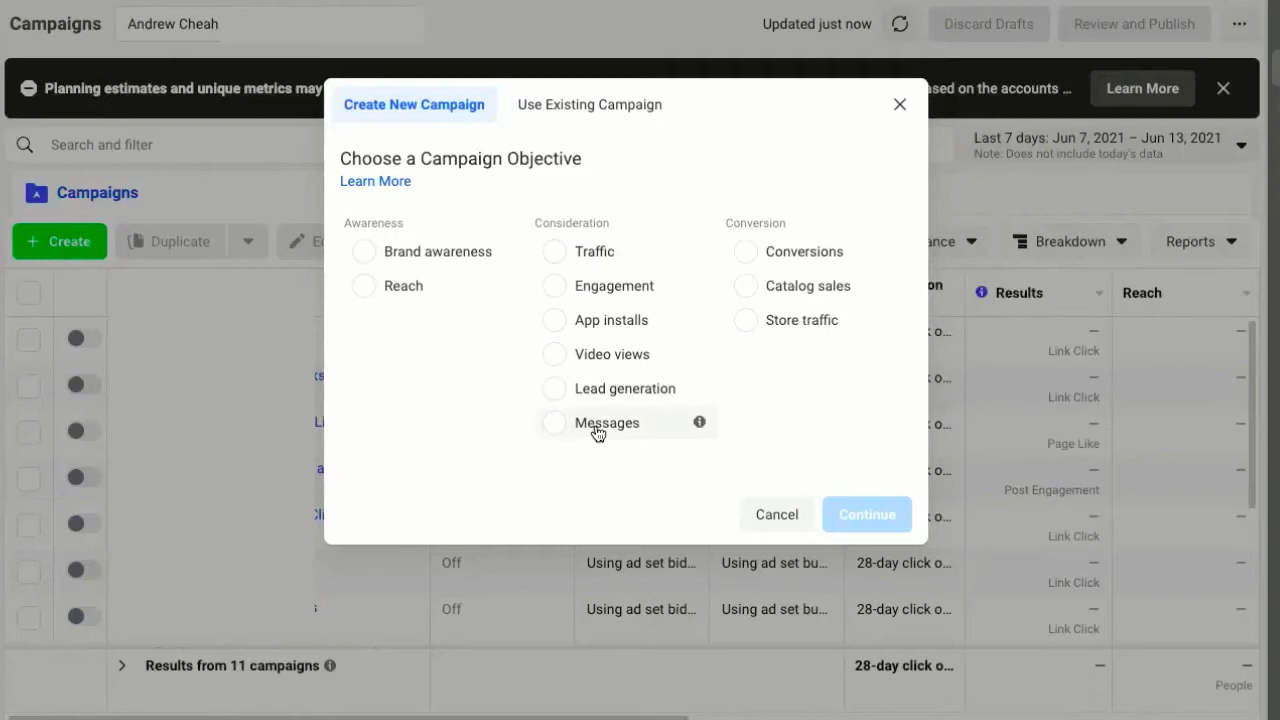 Campaigns
Andrew Cheah
Updated just now
Discard Drafts
Review and Publish
Planning estimates and unique metrics may
ased on the accounts ...
Learn More
Search and filter
Last 7 days: Jun 7, 2021 – Jun 13, 2021
Note: Does not include today's data
Campaigns
+ Create
Duplicate
Breakdown
Reports
Create New Campaign
Use Existing Campaign
Choose a Campaign Objective
Learn More
Awareness
Consideration
Conversion
Brand awareness
Traffic
Conversions
Reach
Engagement
Catalog sales
App installs
Store traffic
Video views
Lead generation
Messages
Cancel
Continue
on
Results
Reach
k o...
Link Click
k o...
Link Click
Page Like
k o...
Post Engagement
k o...
Link Click
Off
Using ad set bid...
Using ad set bu...
28-day click o...
Link Click
Off
Using ad set bid...
Using ad set bu...
28-day click o...
Link Click
Results from 11 campaigns
28-day click o...
People